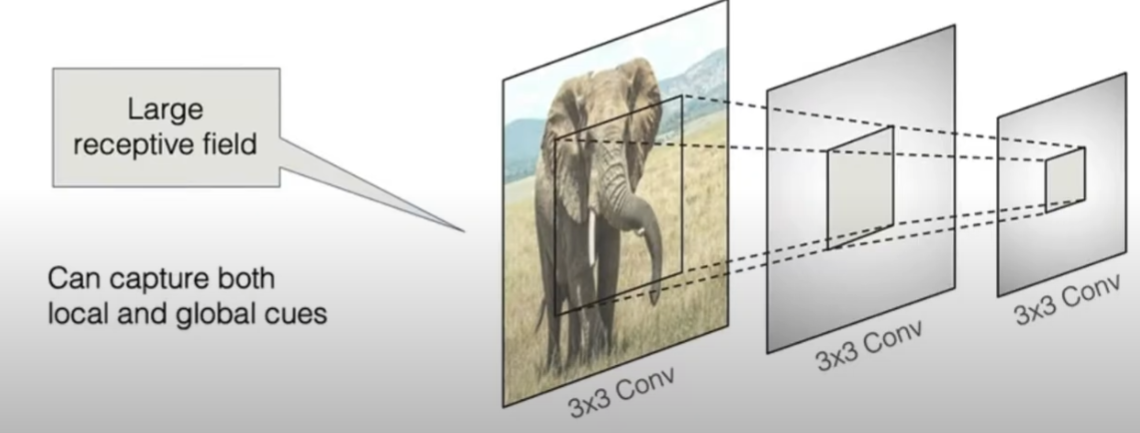 Large
receptive field
Can capture both
local and global cues
3x3 Conv
3x3 Conv
3x3 Conv